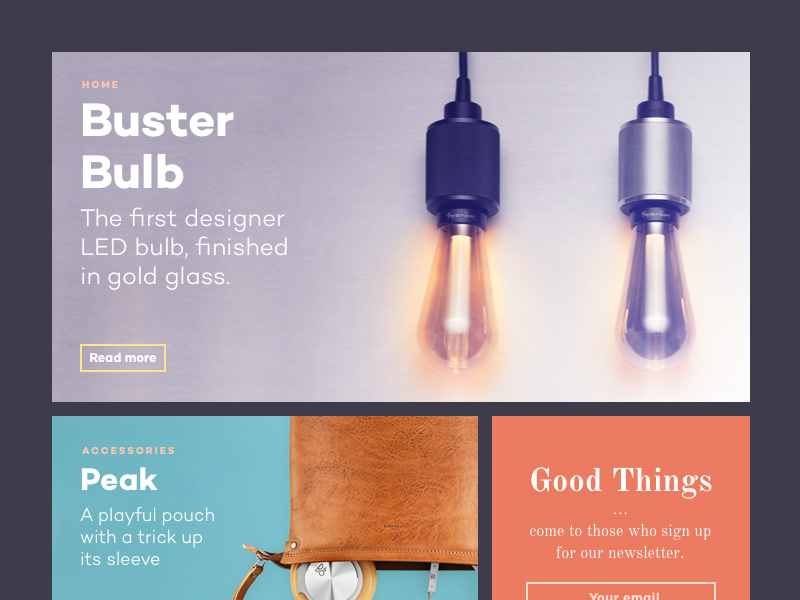 HOME
Buster
Bulb
The first designer
LED bulb, finished
in gold glass.
Read more
ACCESSORIES
Peak
A playful pouch
with a trick up
its sleeve
Good Things
...
come to those who sign up
for our newsletter.
Your email